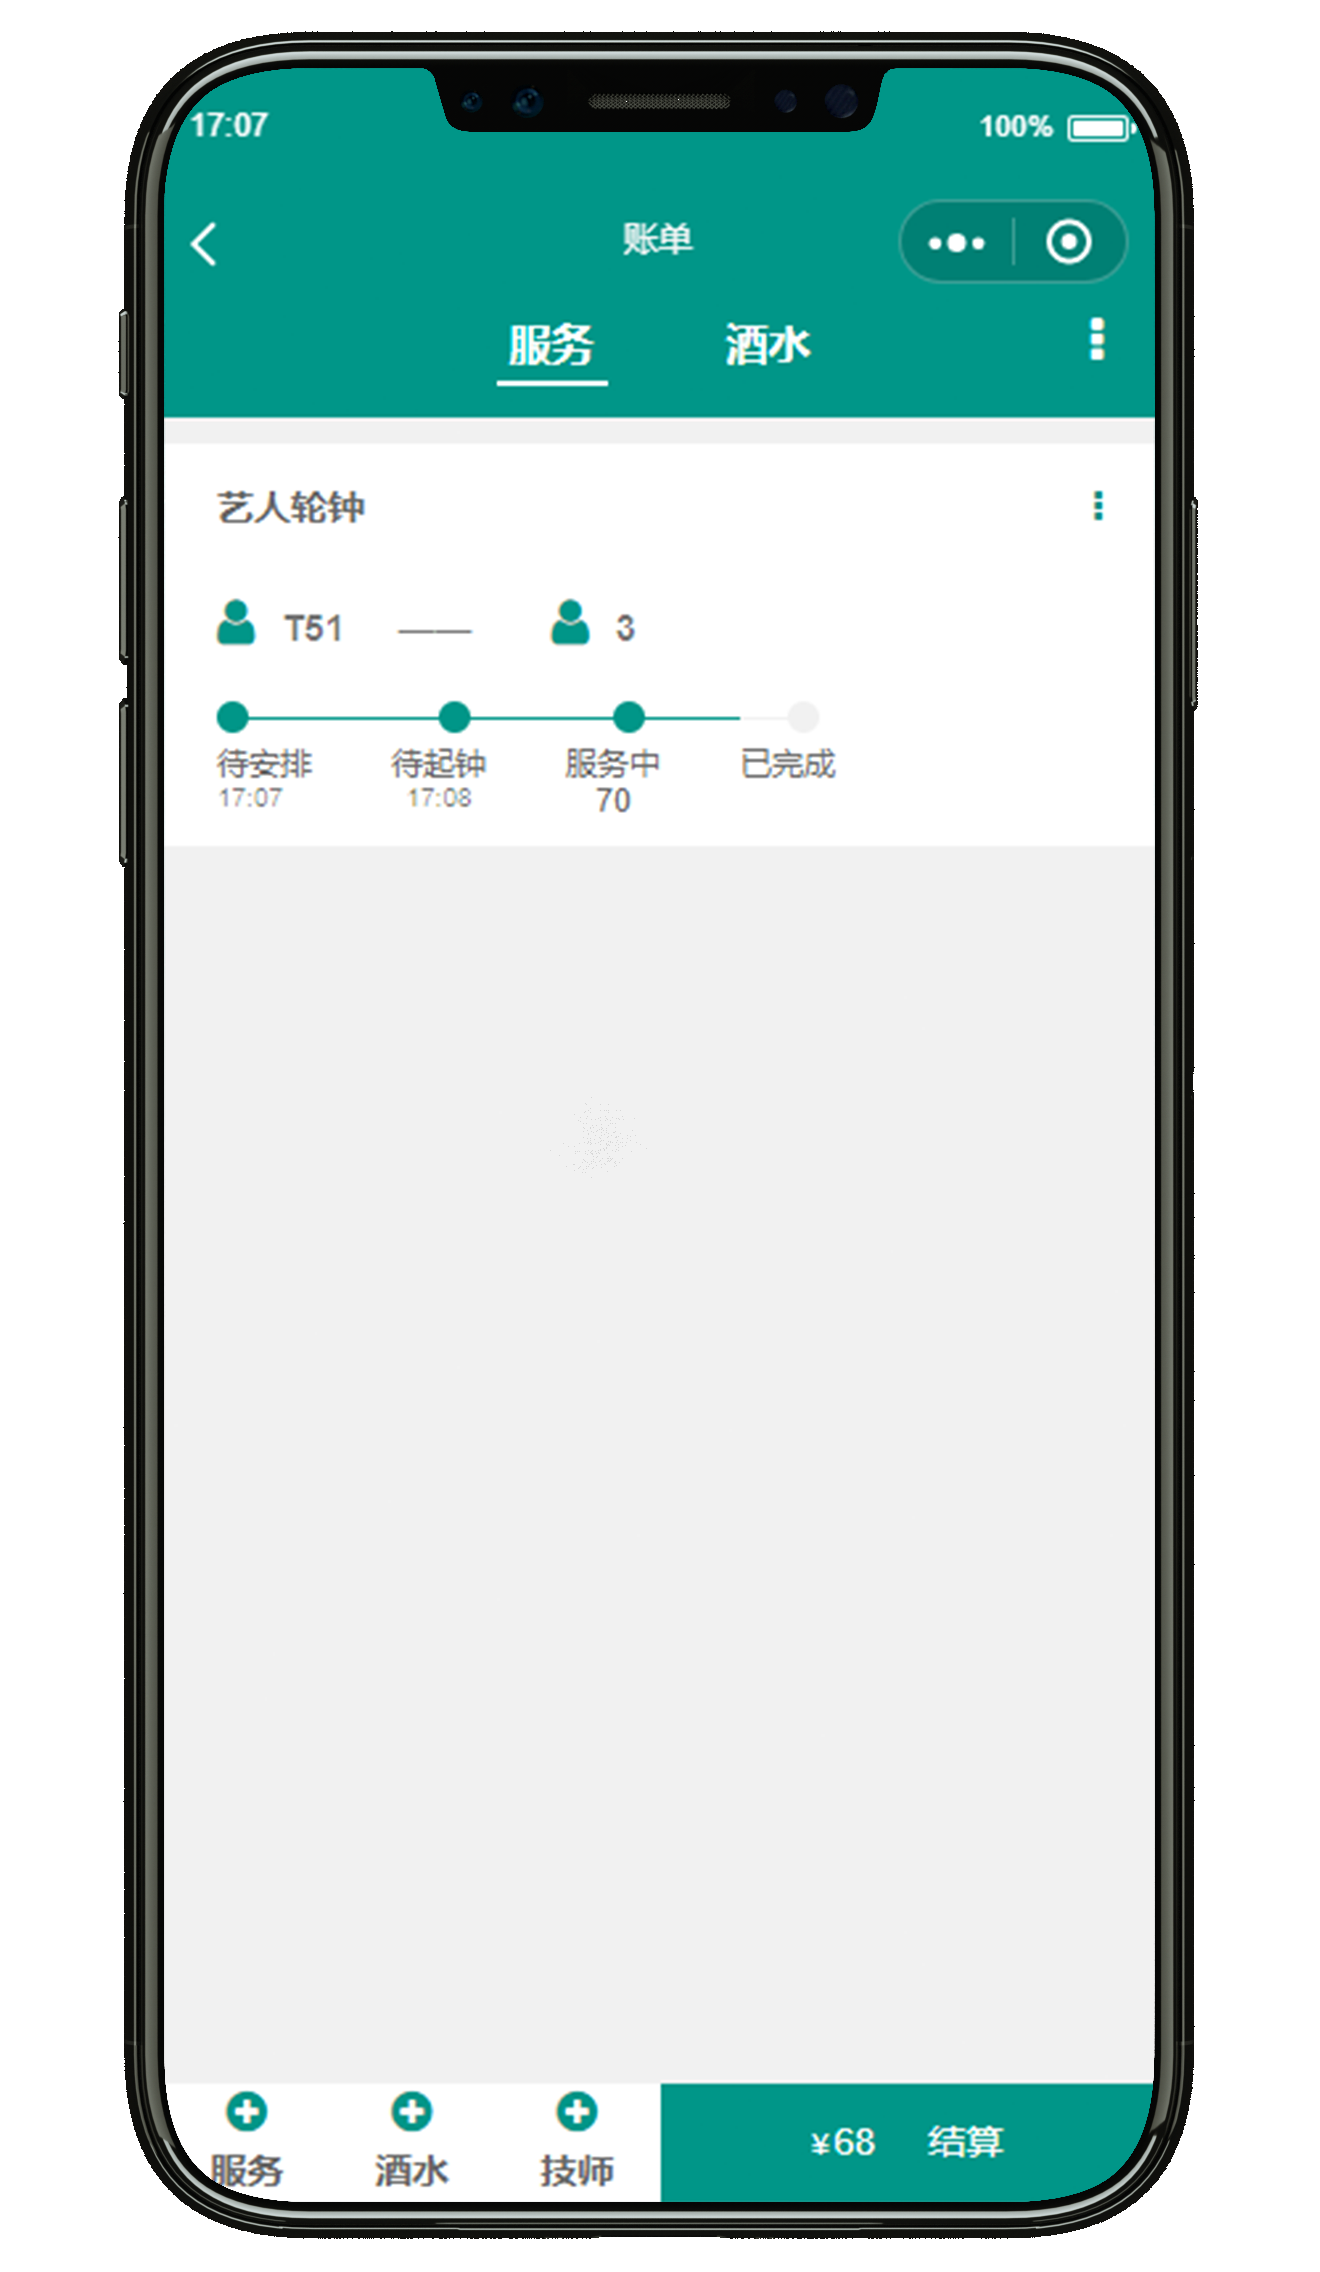 17:07
100%
账单
服务 酒水
艺人轮钟
T51 —— 3
待安排 待起钟 服务中 已完成
17:07 17:08 70
服务 酒水 技师
¥68 结算